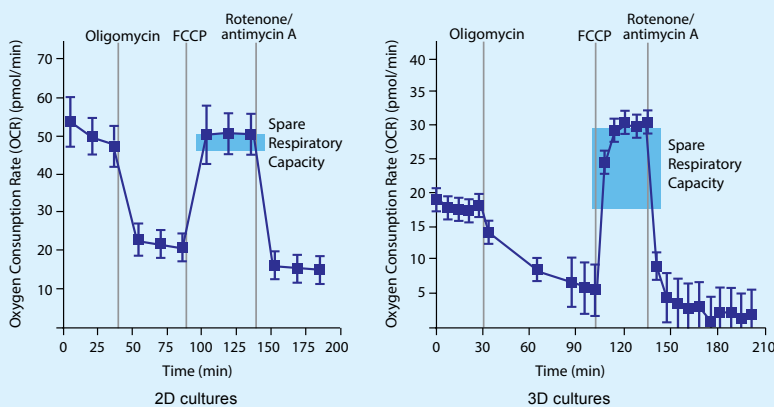 Oligomycin
FCCP
Rotenone/
antimycin A
Oxygen Consunption Rate (OCR) (pmol/min)
70
60
50
40
30
20
10
Spare
Respiratory
Capacity
0
25
50
75
100
125
150
175
200
Time (min)
2D cultures
Oligomycin
FCCP
Rotenone/
antimycin A
Oxygen Consunption Rate (OCR) (pmol/min)
40
35
30
25
20
15
10
5
0
Spare
Respiratory
Capacity
0
30
60
90
120
150
180
210
Time (min)
3D cultures